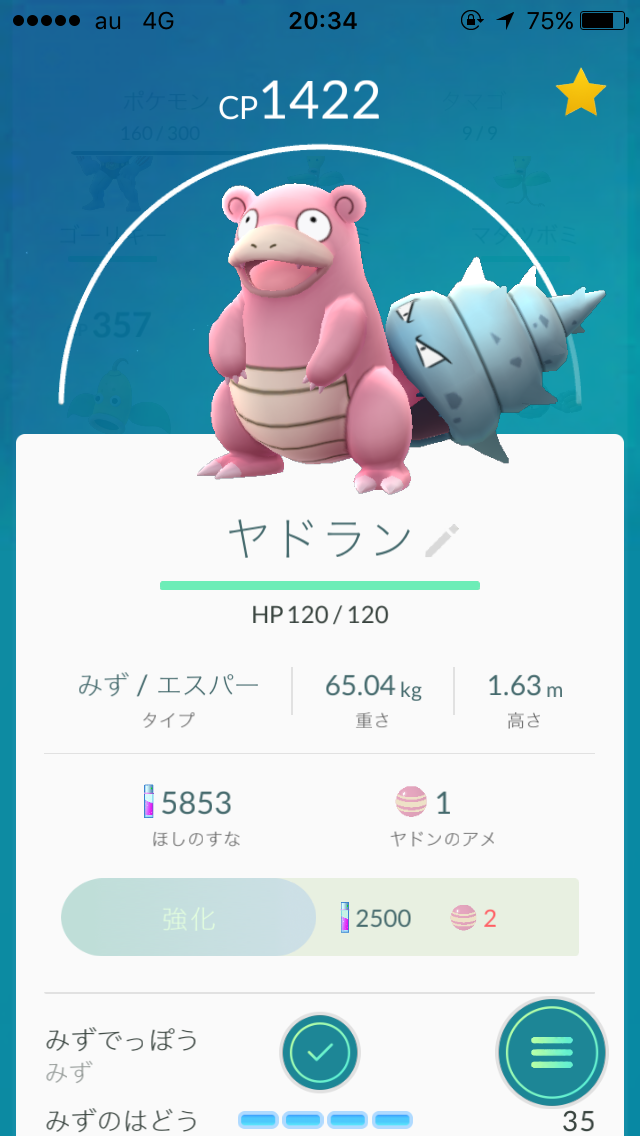 au 4G 20:34 75%
ポケモン タマゴ
160/300 9/9
CP1422
ゴーリキー マダツボミ
357
ヤドラン
HP 120 / 120
みず / エスパー 65.04 kg 1.63 m
タイプ 重さ 高さ
5853 1
ほしのすな ヤドンのアメ
強化 2500 2
みずでっぽう
みず
みずのはどう 35